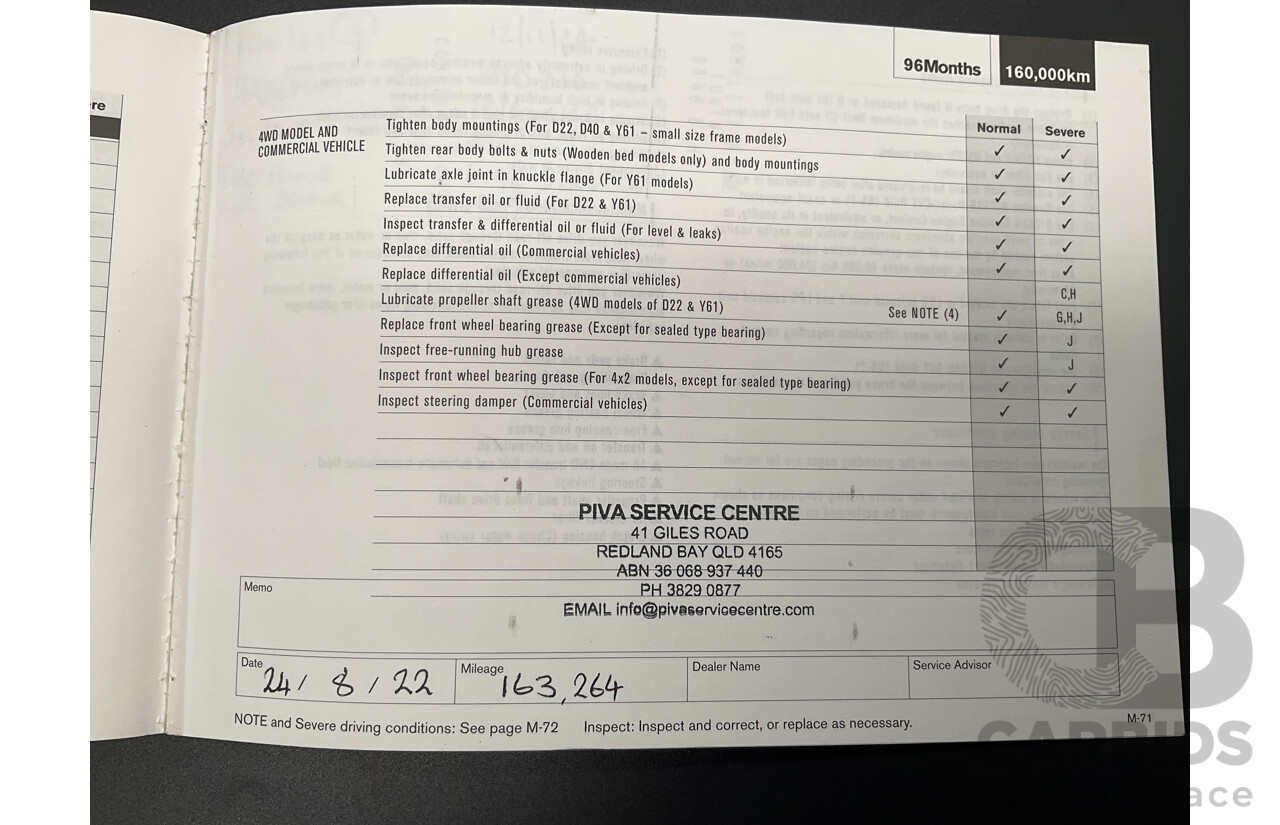 96Months 160,000km
ere
4WD MODEL AND
COMMERCIAL VEHICLE
Normal Severe
Tighten body mountings (For D22, D40 & Y61 – small size frame models) ✓ ✓
Tighten rear body bolts & nuts (Wooden bed models only) and body mountings ✓ ✓
Lubricate axle joint in knuckle flange (For Y61 models) ✓ ✓
Replace transfer oil or fluid (For D22 & Y61) ✓ ✓
Inspect transfer & differential oil or fluid (For level & leaks) ✓ ✓
Replace differential oil (Commercial vehicles) ✓ ✓
Replace differential oil (Except commercial vehicles) C,H
Lubricate propeller shaft grease (4WD models of D22 & Y61) See NOTE (4) ✓ G,H,J
Replace front wheel bearing grease (Except for sealed type bearing) ✓ J
Inspect free-running hub grease ✓ J
Inspect front wheel bearing grease (For 4x2 models, except for sealed type bearing) ✓ ✓
Inspect steering damper (Commercial vehicles) ✓ ✓
PIVA SERVICE CENTRE
41 GILES ROAD
REDLAND BAY QLD 4165
ABN 36 068 937 440
PH 3829 0877
EMAIL info@pivaservicecentre.com
Memo
Date 24/ 8 / 22 Mileage 163,264 Dealer Name Service Advisor
NOTE and Severe driving conditions: See page M-72 Inspect: Inspect and correct, or replace as necessary.
M-71
CARBIDS